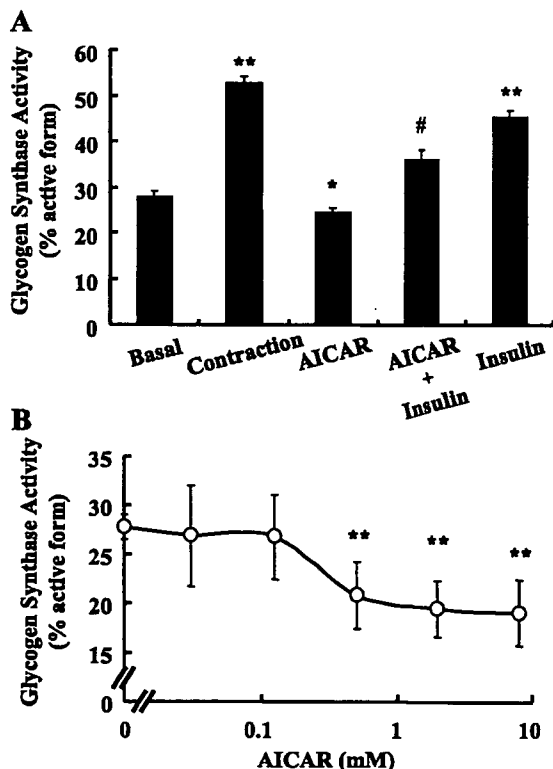 A
Glycogen Synthase Activity
(% active form)
60
50
40
30
20
10
0
**
*
#
**
Basal
Contraction
AICAR
AICAR
+
Insulin
Insulin
B
Glycogen Synthase Activity
(% active form)
35
30
25
20
15
0
**
**
**
0
0.1
1
10
AICAR (mM)